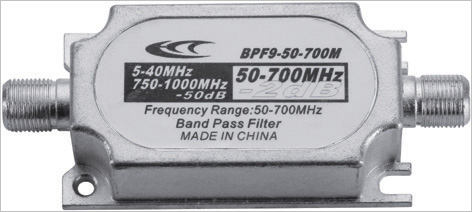 ECC
BPF9-50-700M
5-40MHz
750-1000MHz
-50dB
50-700MHz
-2dB
Frequency Range:50-700MHz
Band Pass Filter
MADE IN CHINA